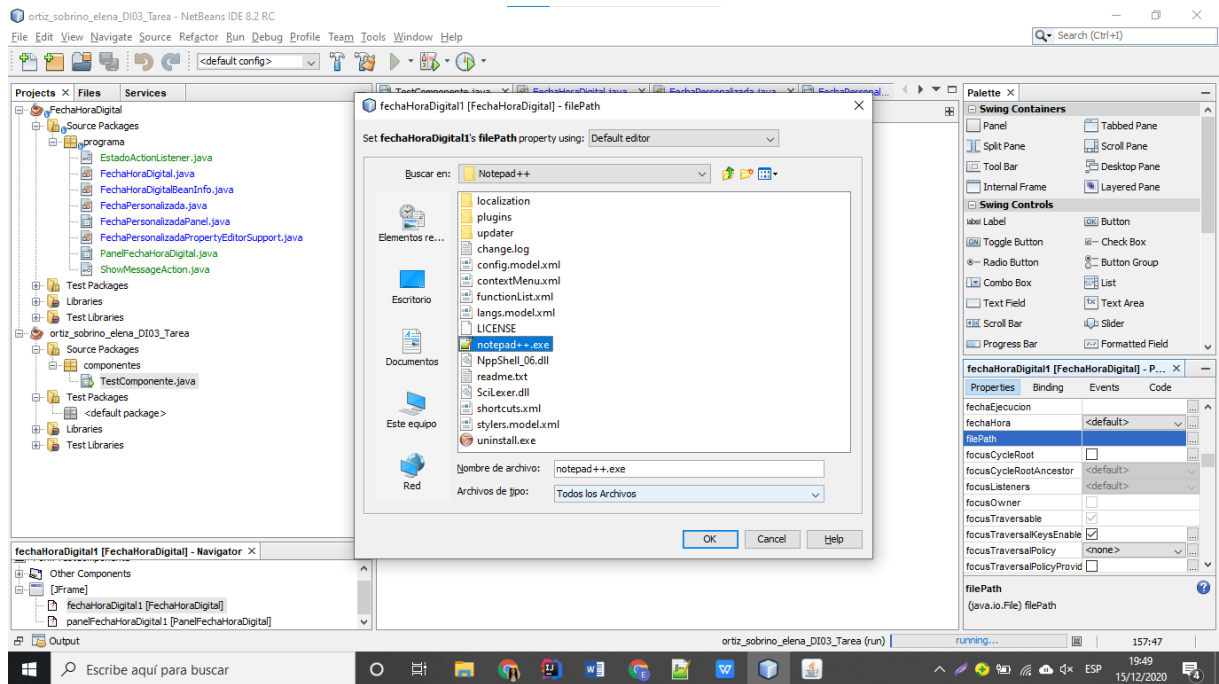 ortiz_sobrino_elena_DI03_Tarea - NetBeans IDE 8.2 RC
File Edit View Navigate Source Refactor Run Debug Profile Team Tools Window Help
Search (Ctrl+I)
<default config>
Projects Files Services
FechaHoraDigital
Source Packages
programa
EstadoActionListener.java
FechaHoraDigital.java
FechaHoraDigitalBeanInfo.java
FechaPersonalizada.java
FechaPersonalizadaPanel.java
FechaPersonalizadaPropertyEditorSupport.java
PanelFechaHoraDigital.java
ShowMessageAction.java
Test Packages
Libraries
Test Libraries
ortiz_sobrino_elena_DI03_Tarea
Source Packages
componentes
TestComponente.java
Test Packages
<default package>
Libraries
Test Libraries
fechaHoraDigital1 [FechaHoraDigital] - Navigator
Other Components
[JFrame]
fechaHoraDigital1 [FechaHoraDigital]
panelFechaHoraDigital1 [PanelFechaHoraDigital]
fechaHoraDigital1 [FechaHoraDigital] - filePath
Set fechaHoraDigital1's filePath property using: Default editor
Buscar en: Notepad++
Elementos re...
Escritorio
Documentos
Este equipo
Red
localization
plugins
updater
change.log
config.model.xml
contextMenu.xml
functionList.xml
langs.model.xml
LICENSE
notepad++.exe
NppShell_06.dll
readme.txt
SciLexer.dll
shortcuts.xml
stylers.model.xml
uninstall.exe
Nombre de archivo: notepad++.exe
Archivos de tipo: Todos los Archivos
OK Cancel Help
Palette
Swing Containers
Panel Tabbed Pane
Split Pane Scroll Pane
Tool Bar Desktop Pane
Internal Frame Layered Pane
Swing Controls
Label Button
Toggle Button Check Box
Radio Button Button Group
Combo Box List
Text Field Text Area
Scroll Bar Slider
Progress Bar Formatted Field
fechaHoraDigital1 [FechaHoraDigital] - P...
Properties Binding Events Code
fechaEjecucion
fechaHora <default>
filePath
focusCycleRoot
focusCycleRootAncestor <default>
focusListeners <default>
focusOwner
focusTraversable
focusTraversalKeysEnable
focusTraversalPolicy <none>
focusTraversalPolicyProvid
filePath
(java.io.File) filePath
Output
ortiz_sobrino_elena_DI03_Tarea (run) running... 157:47
Escribe aquí para buscar
ESP
19:49
15/12/2020
4